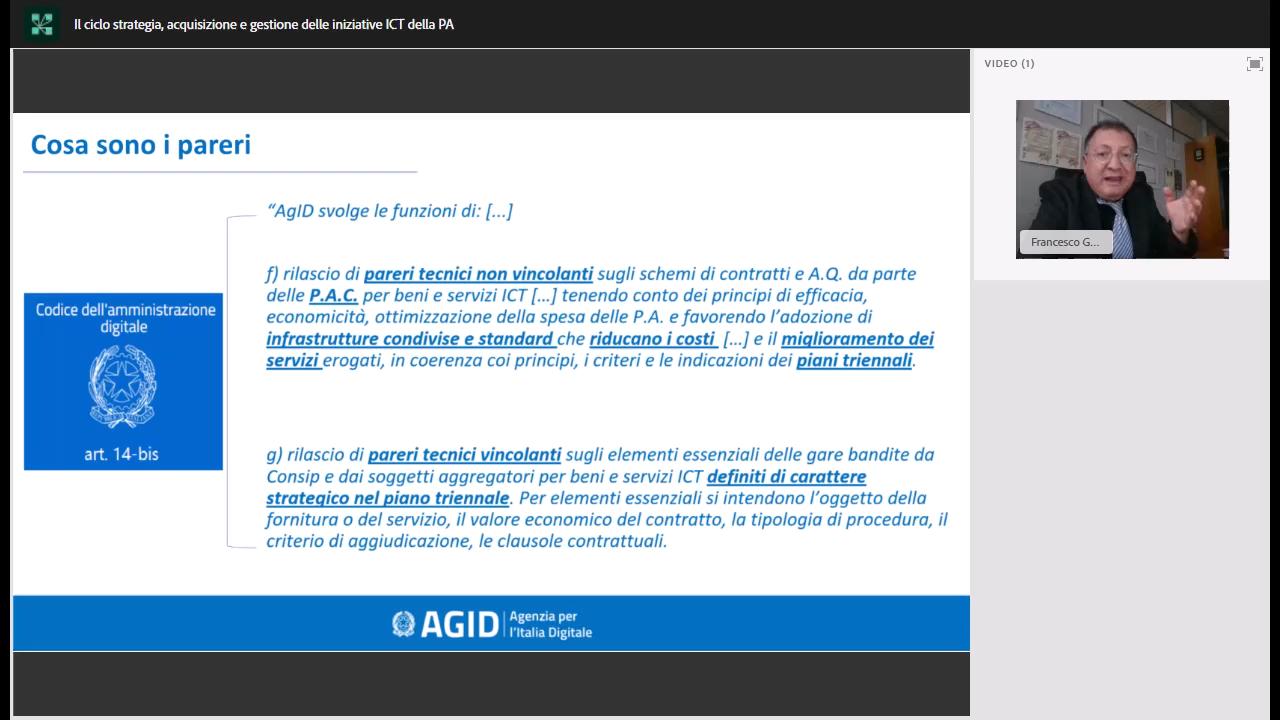 Il ciclo strategia, acquisizione e gestione delle iniziative ICT della PA
VIDEO (1)
Francesco G...
Cosa sono i pareri
“AgID svolge le funzioni di: [...]
f) rilascio di pareri tecnici non vincolanti sugli schemi di contratti e A.Q. da parte
delle P.A.C. per beni e servizi ICT [...] tenendo conto dei principi di efficacia,
economicità, ottimizzazione della spesa delle P.A. e favorendo l’adozione di
infrastrutture condivise e standard che riducano i costi [...] e il miglioramento dei
servizi erogati, in coerenza coi principi, i criteri e le indicazioni dei piani triennali.
Codice dell'amministrazione
digitale
art. 14-bis
g) rilascio di pareri tecnici vincolanti sugli elementi essenziali delle gare bandite da
Consip e dai soggetti aggregatori per beni e servizi ICT definiti di carattere
strategico nel piano triennale. Per elementi essenziali si intendono l’oggetto della
fornitura o del servizio, il valore economico del contratto, la tipologia di procedura, il
criterio di aggiudicazione, le clausole contrattuali.
AGID
Agenzia per
l’Italia Digitale